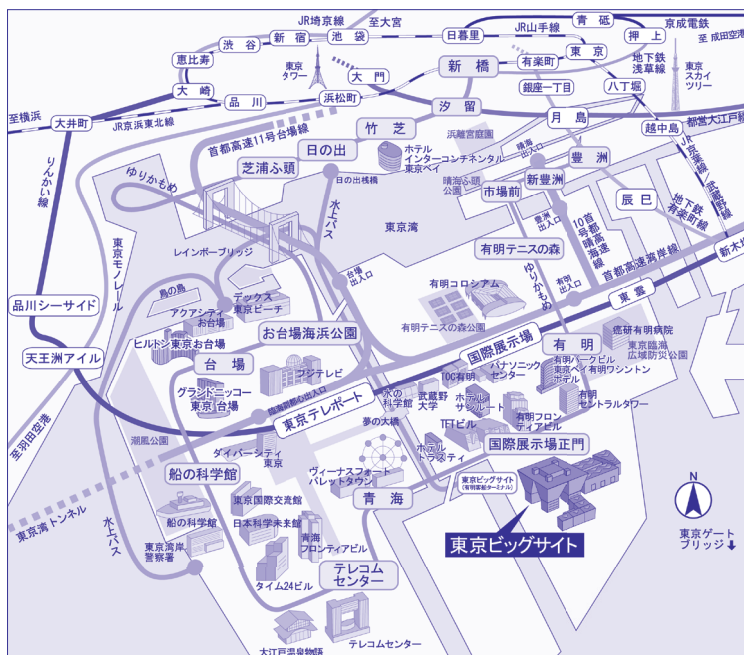 JR埼京線
至大宮
JR山手線
青砥
京成電鉄
渋谷
新宿
池袋
日暮里
押上
至 成田空港
恵比寿
東京
タワー
大門
新橋
有楽町
東京
地下鉄
浅草線
東京
スカイ
ツリー
大崎
品川
浜松町
汐留
銀座一丁目
八丁堀
至横浜
大井町
JR京浜東北線
首都高速11号台場線
竹芝
浜離宮庭園
月島
越中島
都営大江戸線
りんかい線
ゆりかもめ
芝浦ふ頭
日の出
ホテル
インターコンチネンタル
東京ベイ
晴海
出入口
豊洲
JR京葉線/武蔵野線
日の出桟橋
晴海ふ頭
公園
市場前
新豊洲
辰巳
地下鉄
有楽町線
水上バス
東京湾
豊洲
出入口
10号晴海線
首都高速
新木場
東京モノレール
レインボーブリッジ
台場
出入口
有明テニスの森
ゆりかもめ
首都高速湾岸線
鳥の島
デックス
東京ビーチ
有明コロシアム
有明
出入口
東雲
品川シーサイド
アクアシティ
お台場
有明テニスの森公園
ヒルトン東京お台場
お台場海浜公園
国際展示場
有明
癌研有明病院
天王洲アイル
台場
フジテレビ
TOC有明
パナソニック
センター
有明パークビル
東京ベイ有明ワシントン
ホテル
東京臨海
広域防災公園
グランドニッコー
東京 台場
臨海副都心出入口
東京テレポート
水の
科学館
武蔵野
大学
ホテル
サンルート
有明フロン
ティアビル
有明
セントラルタワー
至羽田空港
潮風公園
ダイバーシティ
東京
夢の大橋
TFTビル
ホテル
トラスティ
国際展示場正門
船の科学館
ヴィーナスフォート
パレットタウン
東京ビッグサイト
(有明客船ターミナル)
東京湾トンネル
水上バス
船の科学館
東京国際交流館
青海
N
日本科学未来館
東京湾岸
警察署
青海
フロンティアビル
東京ビッグサイト
東京ゲート
ブリッジ
タイム24ビル
テレコム
センター
テレコムセンター
大江戸温泉物語